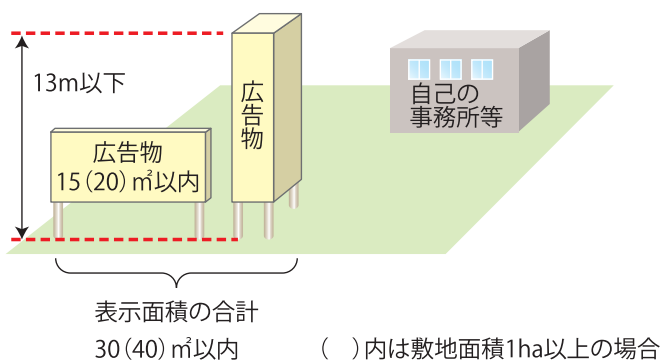 13m以下
広告物
自己の
事務所等
広告物
15（20）㎡以内
表示面積の合計
30（40）㎡以内
（　）内は敷地面積1ha以上の場合